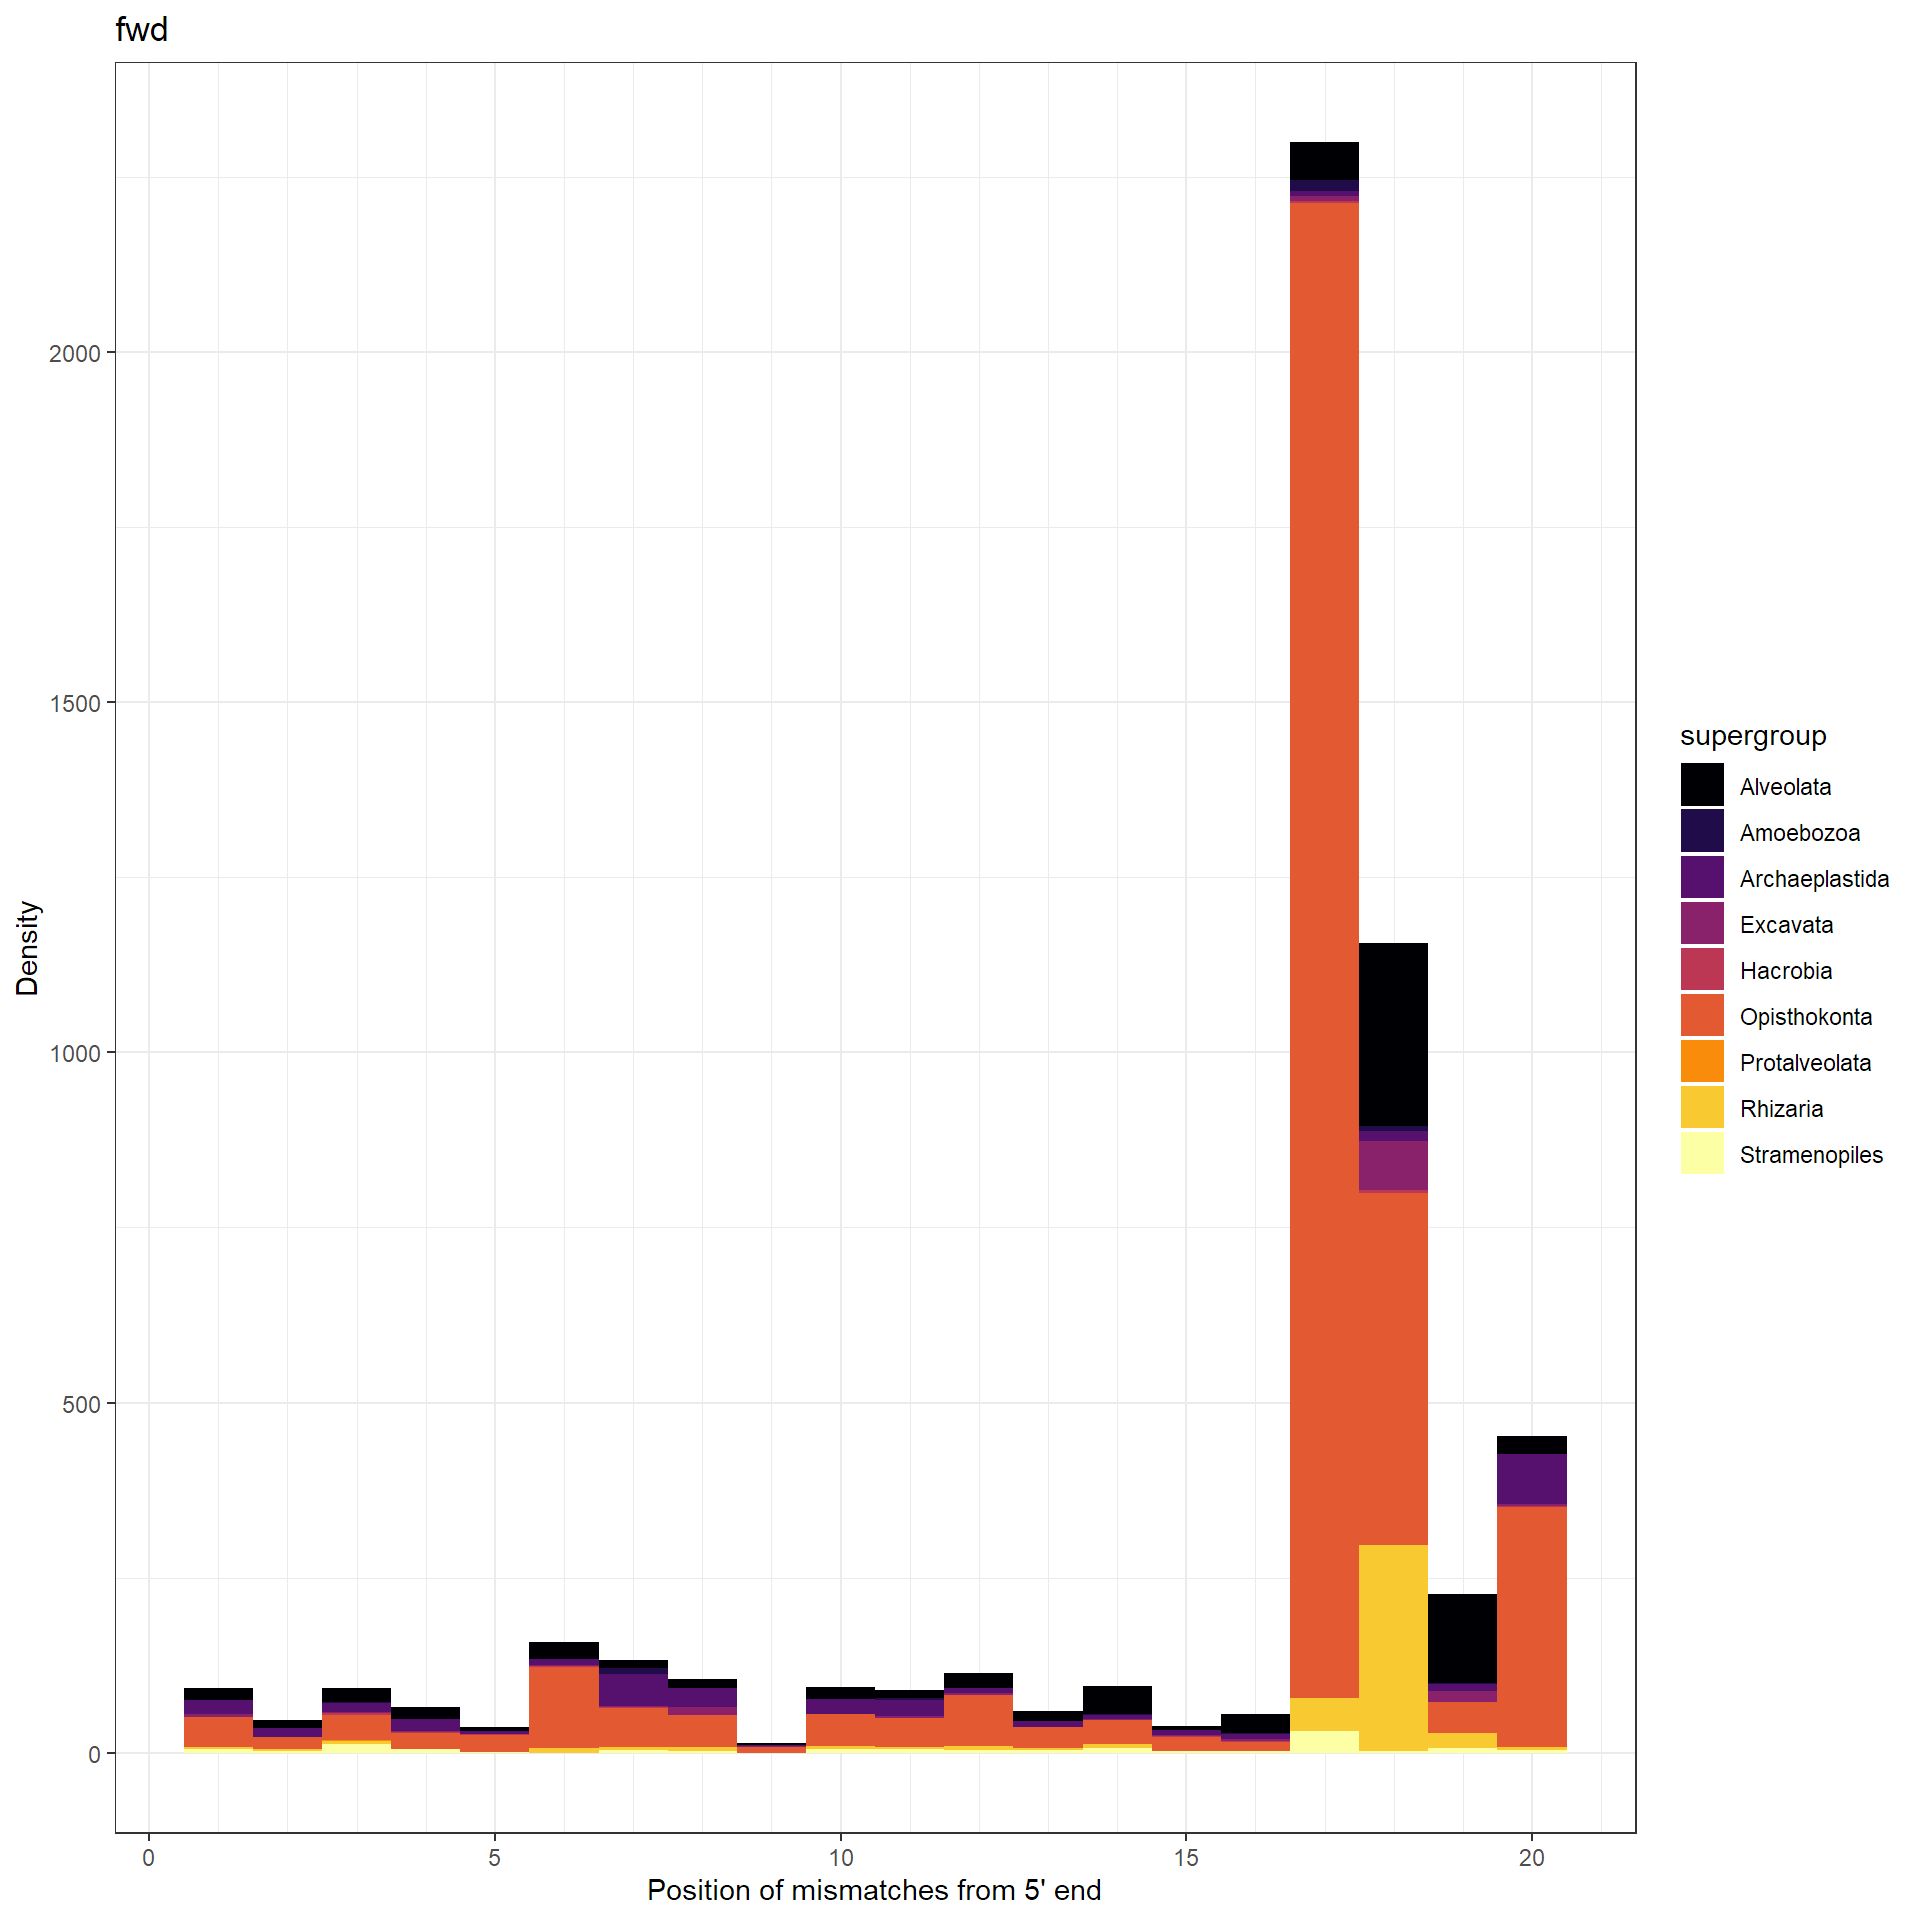 fwd
Density
2000
1500
1000
500
0
0 5 10 15 20
Position of mismatches from 5' end
supergroup
Alveolata
Amoebozoa
Archaeplastida
Excavata
Hacrobia
Opisthokonta
Protalveolata
Rhizaria
Stramenopiles